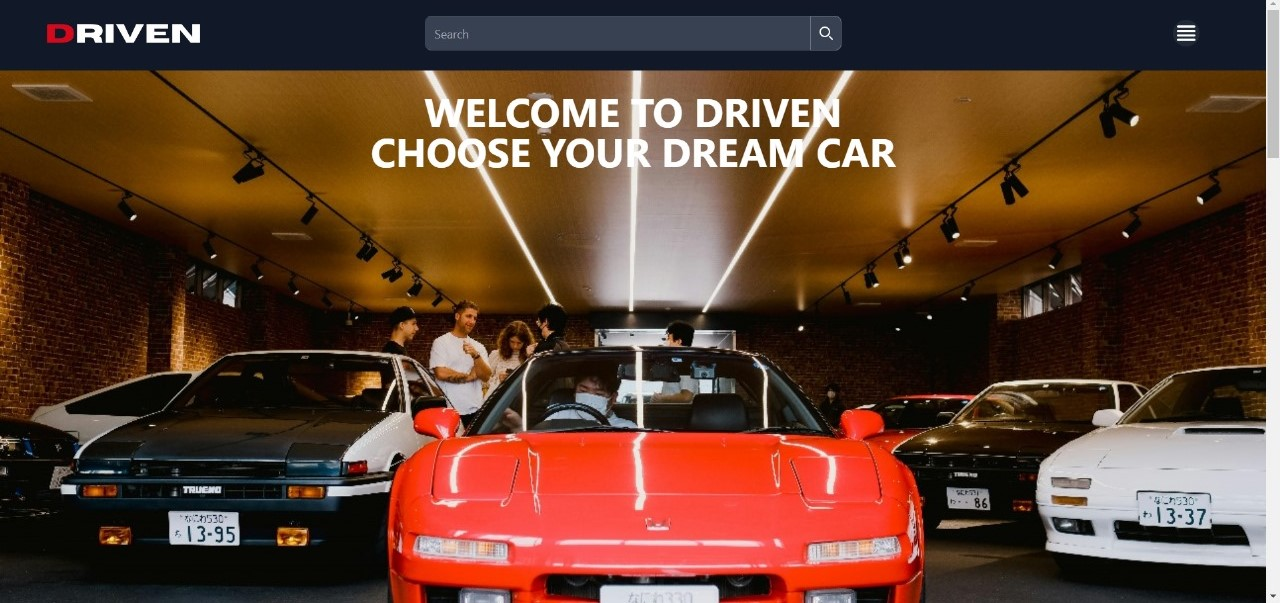 DRIVEN
Search
WELCOME TO DRIVEN
CHOOSE YOUR DREAM CAR
TRUENO
なにわ530
わ 13-95
TRUENO
86
なにわ530
わ 13-37
なにわ330